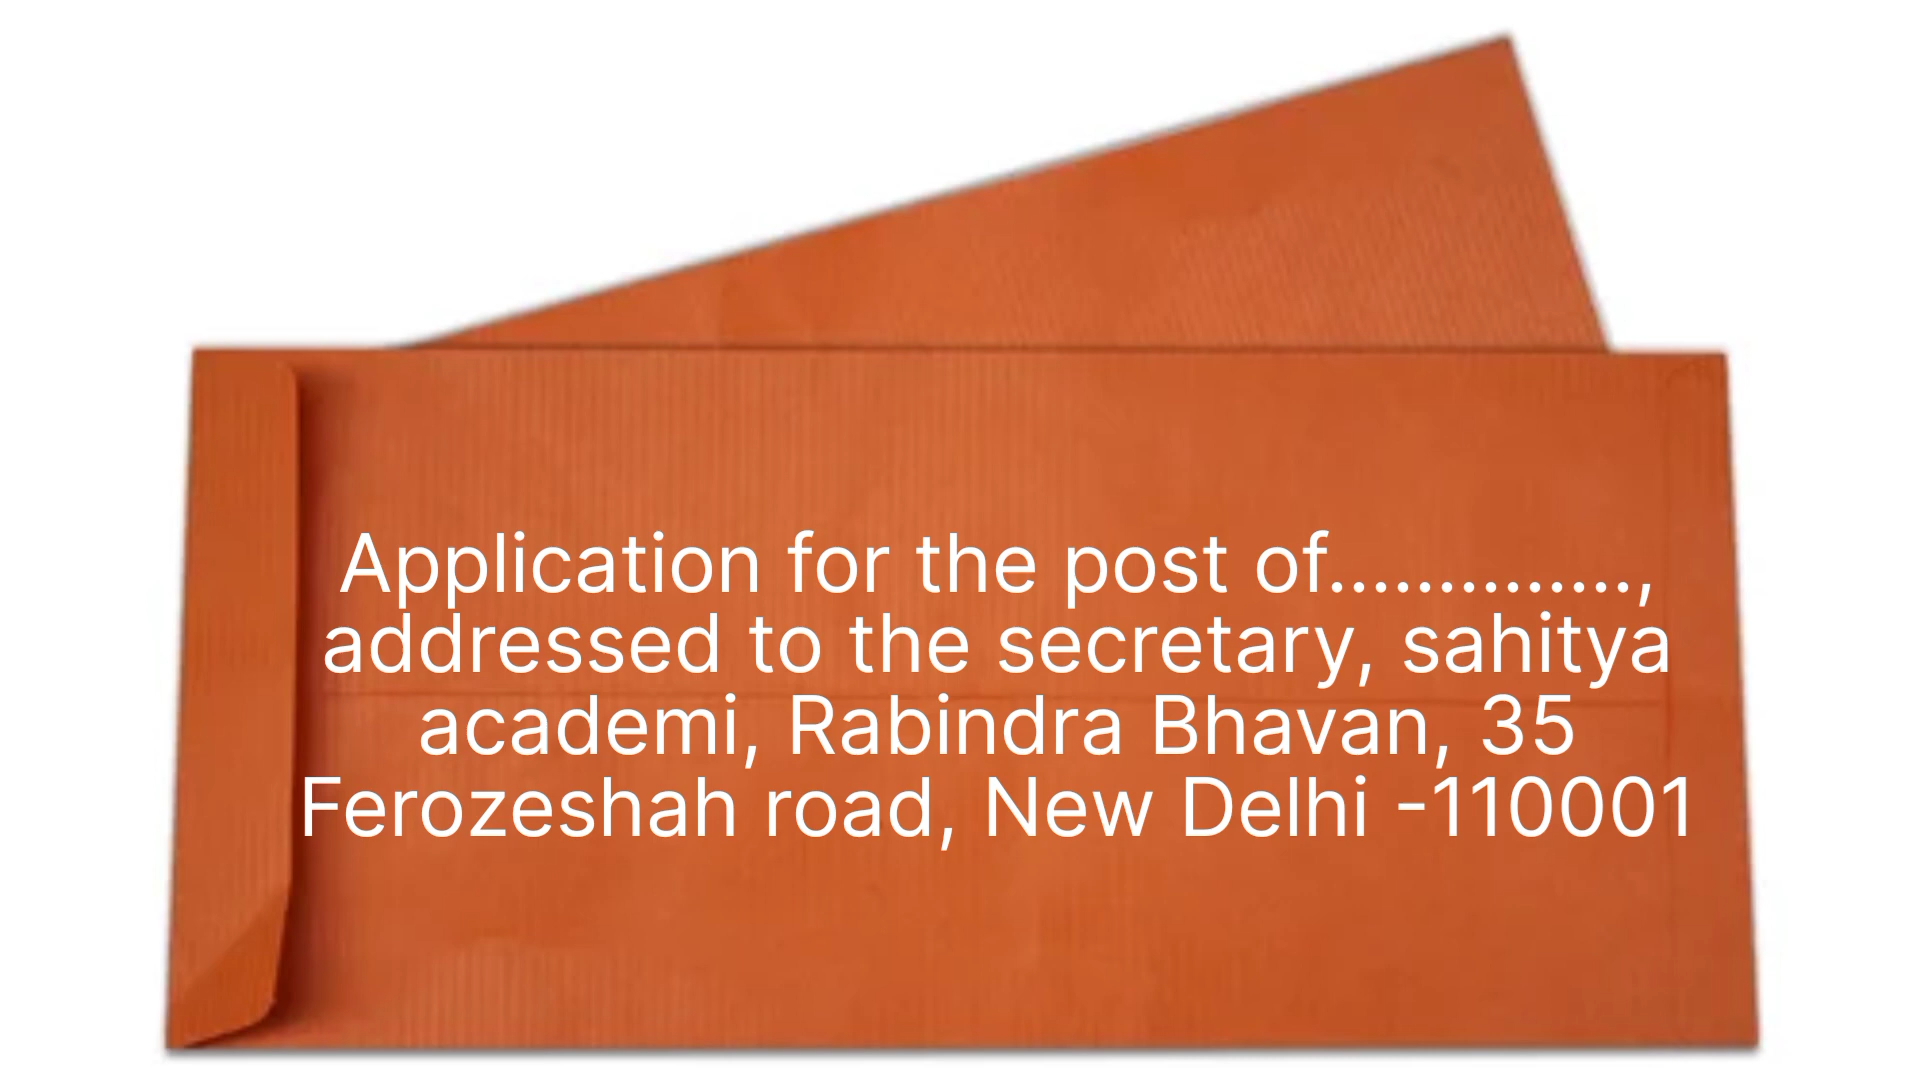 Application for the post of..............,
addressed to the secretary, sahitya
academi, Rabindra Bhavan, 35
Ferozeshah road, New Delhi -110001